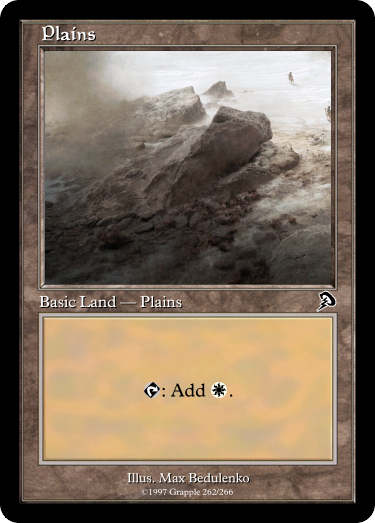 Plains
Basic Land — Plains
: Add .
Illus. Max Bedulenko
©1997 Grapple 262/266